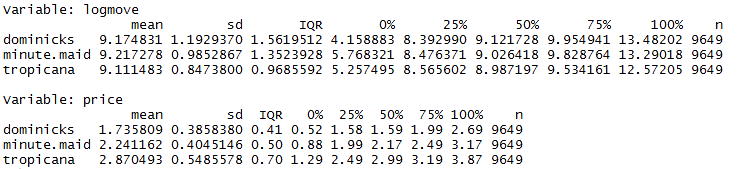 Variable: logmove
mean sd IQR 0% 25% 50% 75% 100% n
dominicks 9.174831 1.1929370 1.5619512 4.158883 8.392990 9.121728 9.954941 13.48202 9649
minute.maid 9.217278 0.9852867 1.3523928 5.768321 8.476371 9.026418 9.828764 13.29018 9649
tropicana 9.111483 0.8473800 0.9685592 5.257495 8.565602 8.987197 9.534161 12.57205 9649
Variable: price
mean sd IQR 0% 25% 50% 75% 100% n
dominicks 1.735809 0.3858380 0.41 0.52 1.58 1.59 1.99 2.69 9649
minute.maid 2.241162 0.4045146 0.50 0.88 1.99 2.17 2.49 3.17 9649
tropicana 2.870493 0.5485578 0.70 1.29 2.49 2.99 3.19 3.87 9649